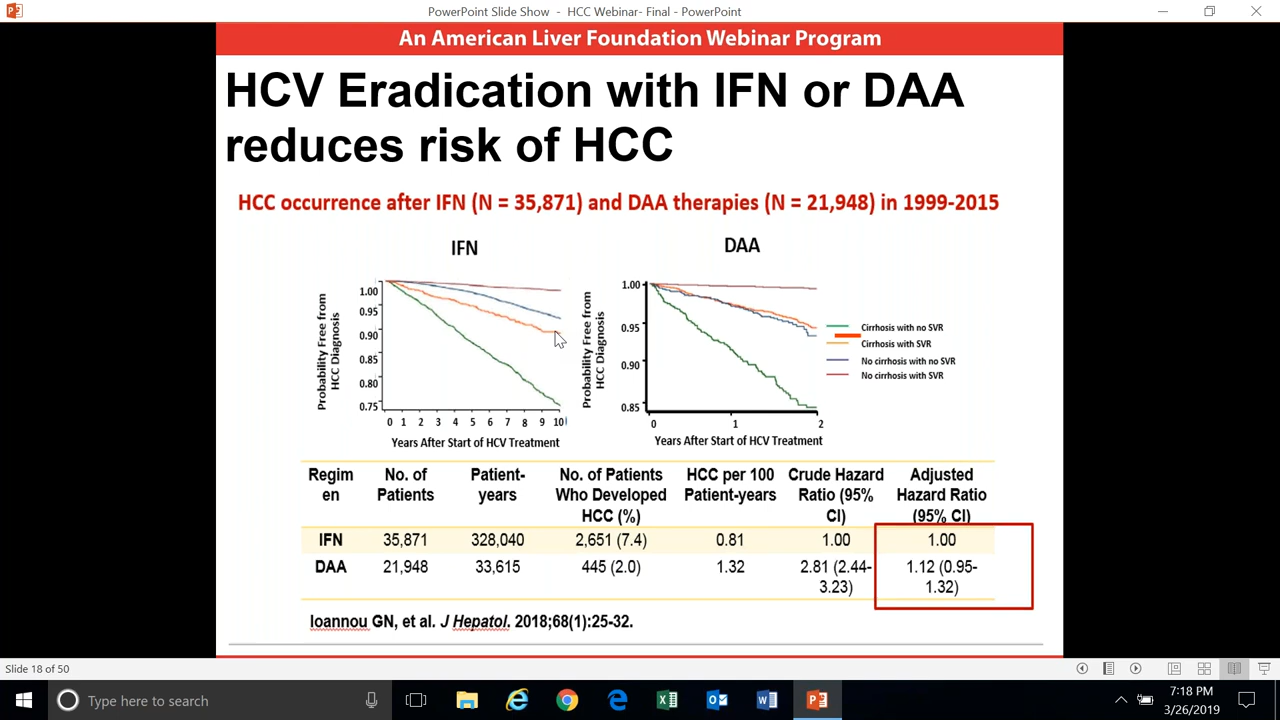 PowerPoint Slide Show - HCC Webinar- Final - PowerPoint
An American Liver Foundation Webinar Program
HCV Eradication with IFN or DAA
reduces risk of HCC
HCC occurrence after IFN (N = 35,871) and DAA therapies (N = 21,948) in 1999-2015
IFN
Probability Free from
HCC Diagnosis
1.00
0.95
0.90
0.85
0.80
0.75
0 1 2 3 4 5 6 7 8 9 10
Years After Start of HCV Treatment
DAA
Probability Free from
HCC Diagnosis
1.00
0.95
0.90
0.85
0 1 2
Years After Start of HCV Treatment
Cirrhosis with no SVR
Cirrhosis with SVR
No cirrhosis with no SVR
No cirrhosis with SVR
Regim No. of Patient- No. of Patients HCC per 100 Crude Hazard Adjusted
en Patients years Who Developed Patient-years Ratio (95% Hazard Ratio
HCC (%) CI) (95% CI)
IFN 35,871 328,040 2,651 (7.4) 0.81 1.00 1.00
DAA 21,948 33,615 445 (2.0) 1.32 2.81 (2.44- 1.12 (0.95-
3.23) 1.32)
Ioannou GN, et al. J Hepatol. 2018;68(1):25-32.
Slide 18 of 50
Type here to search
7:18 PM
3/26/2019